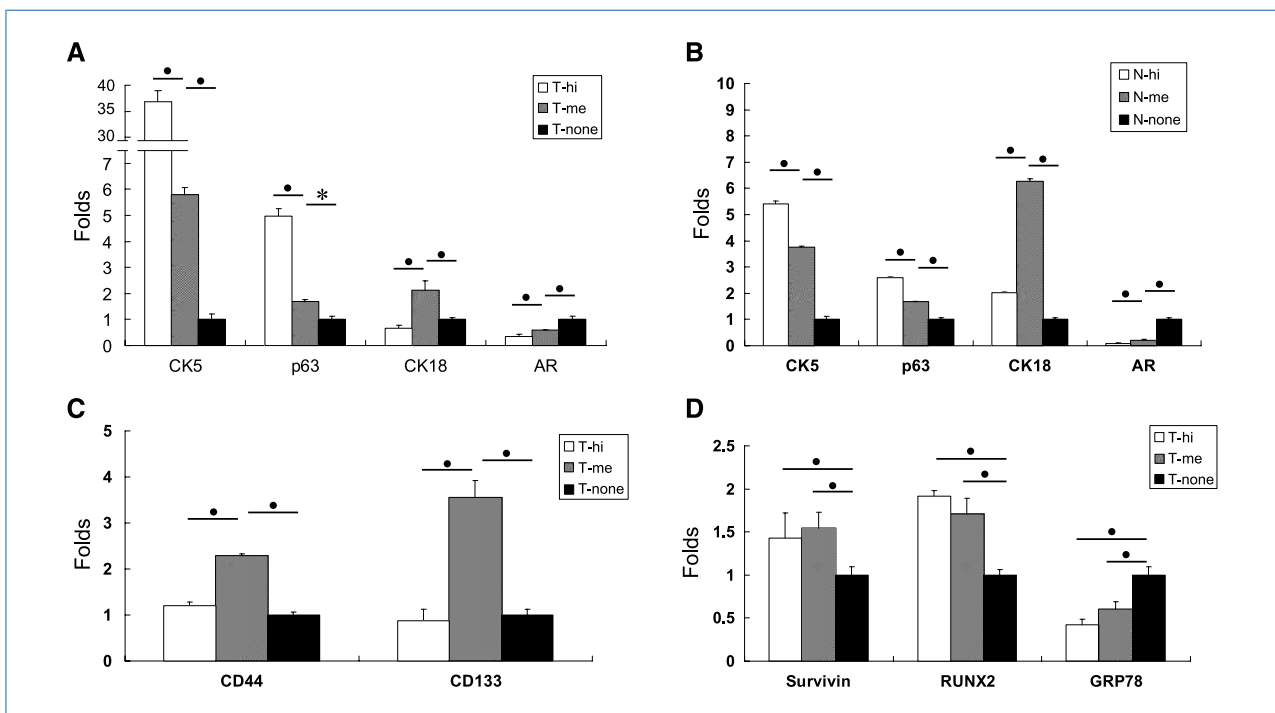 A
Folds
40
35
30
7
6
5
4
3
2
1
0
CK5 p63 CK18 AR
T-hi
T-me
T-none
*
B
Folds
10
9
8
7
6
5
4
3
2
1
0
CK5 p63 CK18 AR
N-hi
N-me
N-none
C
Folds
5
4
3
2
1
0
CD44 CD133
T-hi
T-me
T-none
D
Folds
2.5
2
1.5
1
0.5
0
Survivin RUNX2 GRP78
T-hi
T-me
T-none